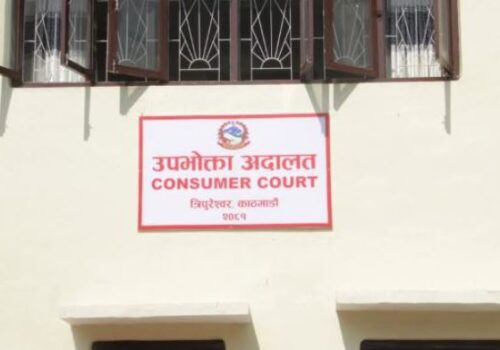 उपभोक्ता अदालत
CONSUMER COURT
त्रिपुरेश्वर, काठमाडौं
२०८१